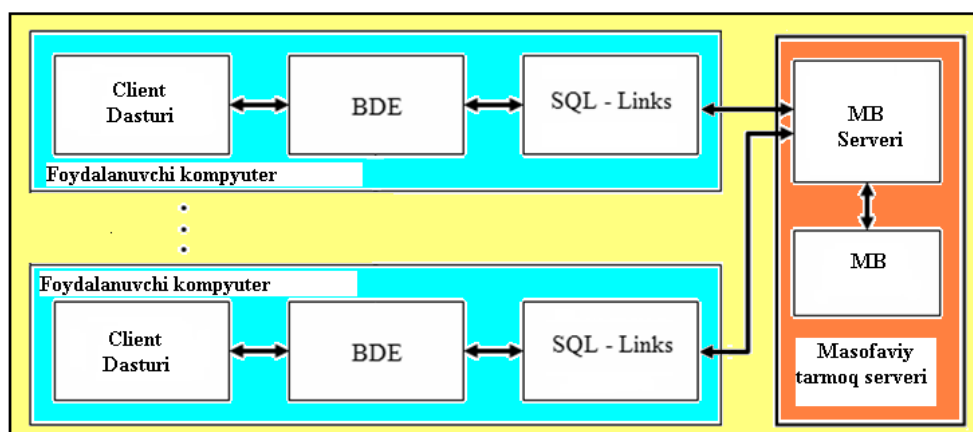 Client
Dasturi
BDE
SQL - Links
Foydalanuvchi kompyuter
MB
Serveri
MB
Masofaviy
tarmoq serveri
Foydalanuvchi kompyuter
Client
Dasturi
BDE
SQL - Links